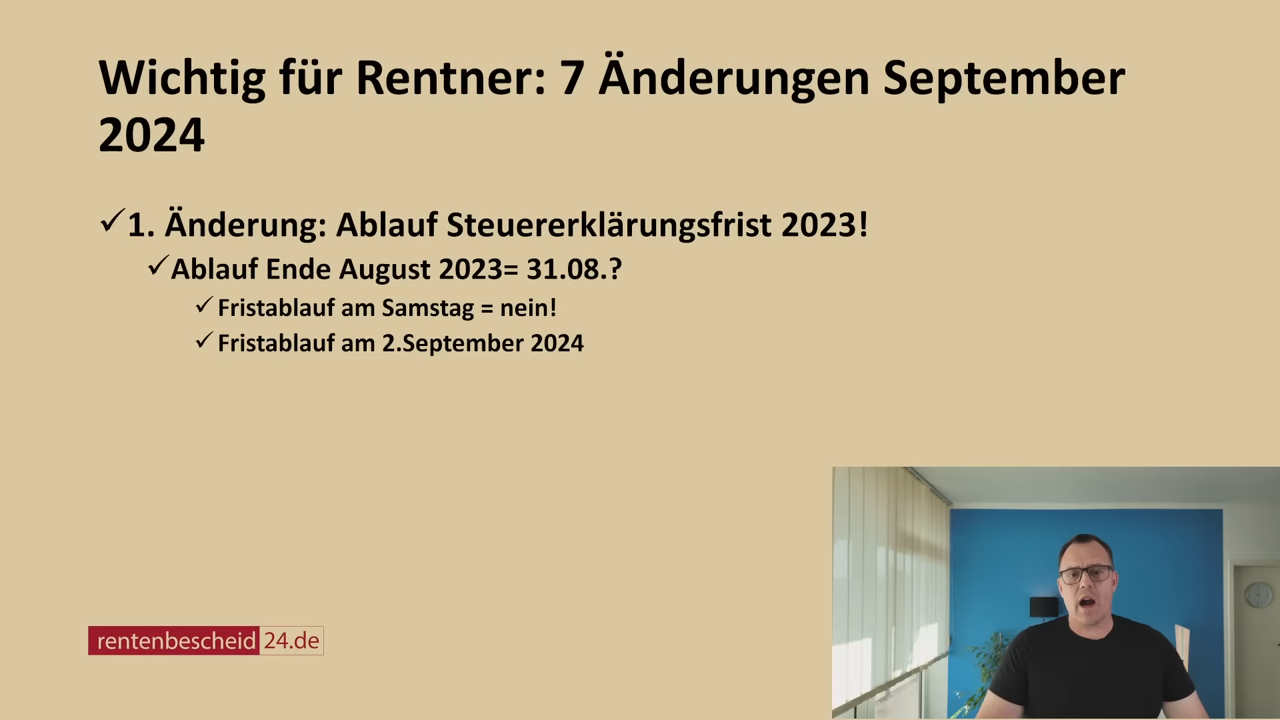 Wichtig für Rentner: 7 Änderungen September
2024
1. Änderung: Ablauf Steuererklärungsfrist 2023!
Ablauf Ende August 2023= 31.08.?
Fristablauf am Samstag = nein!
Fristablauf am 2.September 2024
rentenbescheid24.de